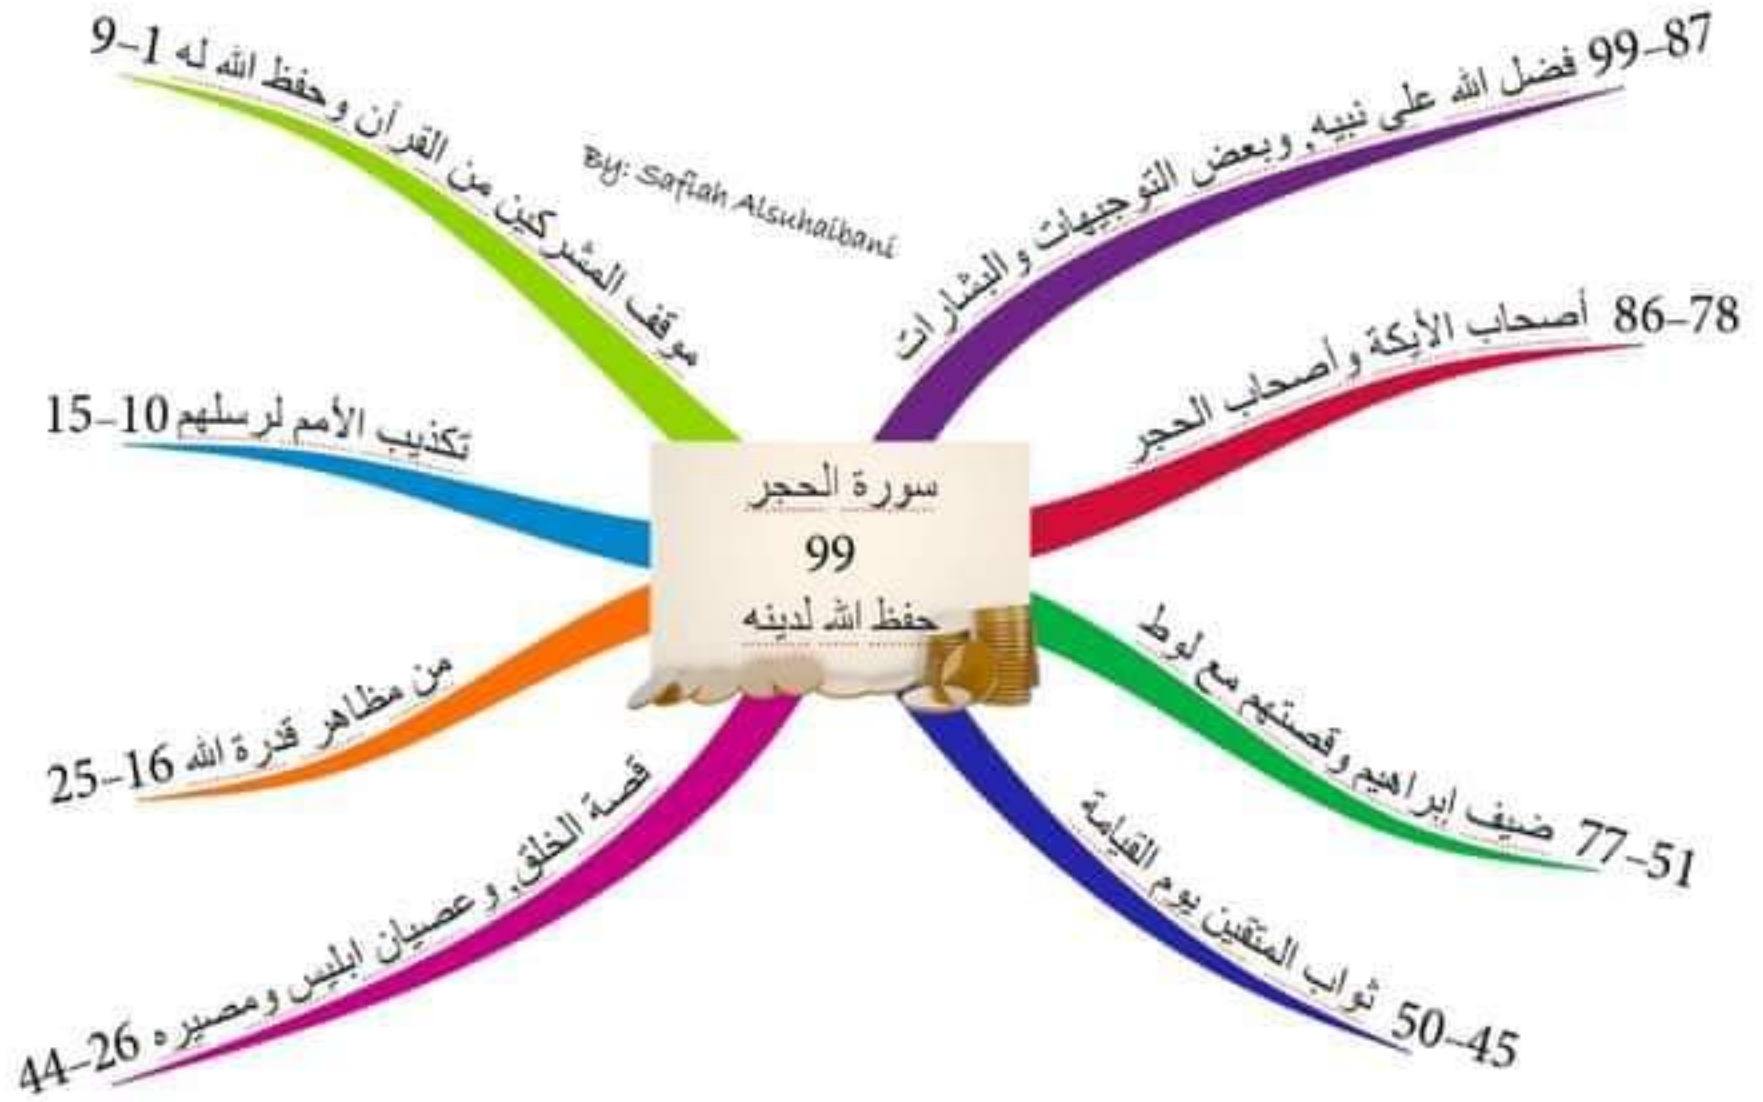 سورة الحجر
99
حفظ الله لدينه
By: Safiah Alsuhaibani
موقف المشركين من القرآن وحفظ الله له 1–9
تكذيب الأمم لرسلهم 10–15
من مظاهر قدرة الله 16–25
قصة الخلق, وعصيان ابليس ومصيره 26–44
50–45 ثواب المتقين يوم القيامة
77–51 ضيف إبراهيم وقصتهم مع لوط
86–78 أصحاب الأيكة وأصحاب الحجر
99–87 فضل الله على نبيه, وبعض التوجيهات والبشارات